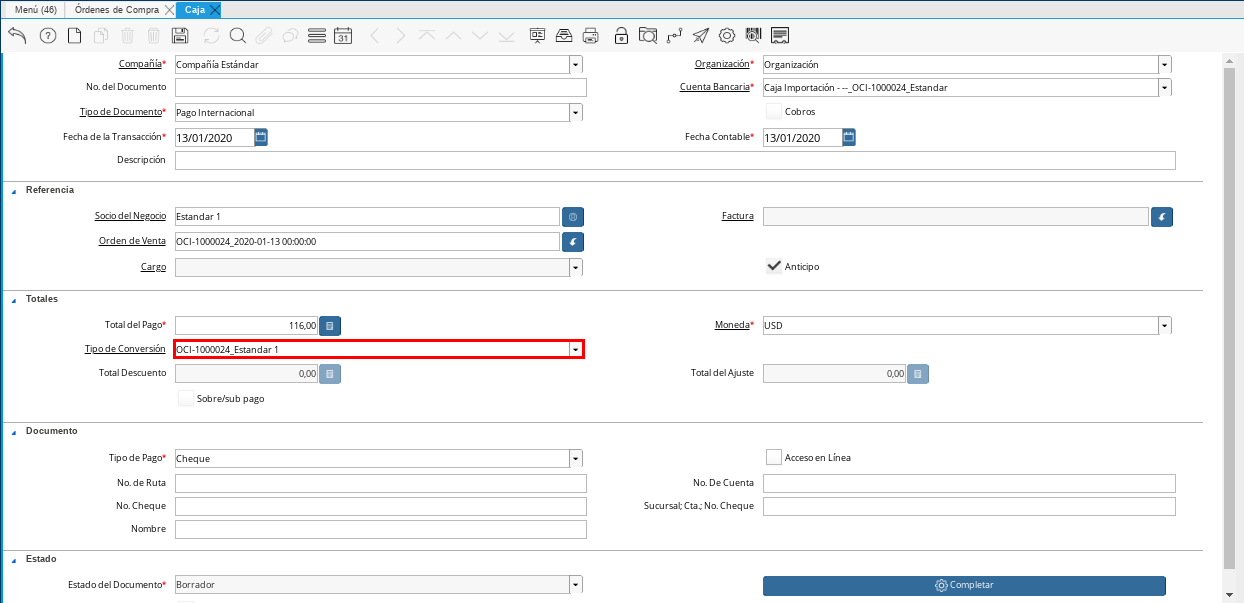 Menú (46) Órdenes de Compra Caja
31
Compañía* Compañía Estándar Organización* Organización
No. del Documento Cuenta Bancaria* Caja Importación - --_OCI-1000024_Estandar
Tipo de Documento* Pago Internacional Cobros
Fecha de la Transacción* 13/01/2020 Fecha Contable* 13/01/2020
Descripción
Referencia
Socio del Negocio Estandar 1 Factura
Orden de Venta OCI-1000024_2020-01-13 00:00:00
Cargo Anticipo
Totales
Total del Pago* 116,00 Moneda* USD
Tipo de Conversión OCI-1000024_Estandar 1
Total Descuento 0,00 Total del Ajuste 0,00
Sobre/sub pago
Documento
Tipo de Pago* Cheque Acceso en Línea
No. de Ruta No. De Cuenta
No. Cheque Sucursal; Cta.; No. Cheque
Nombre
Estado
Estado del Documento* Borrador Completar